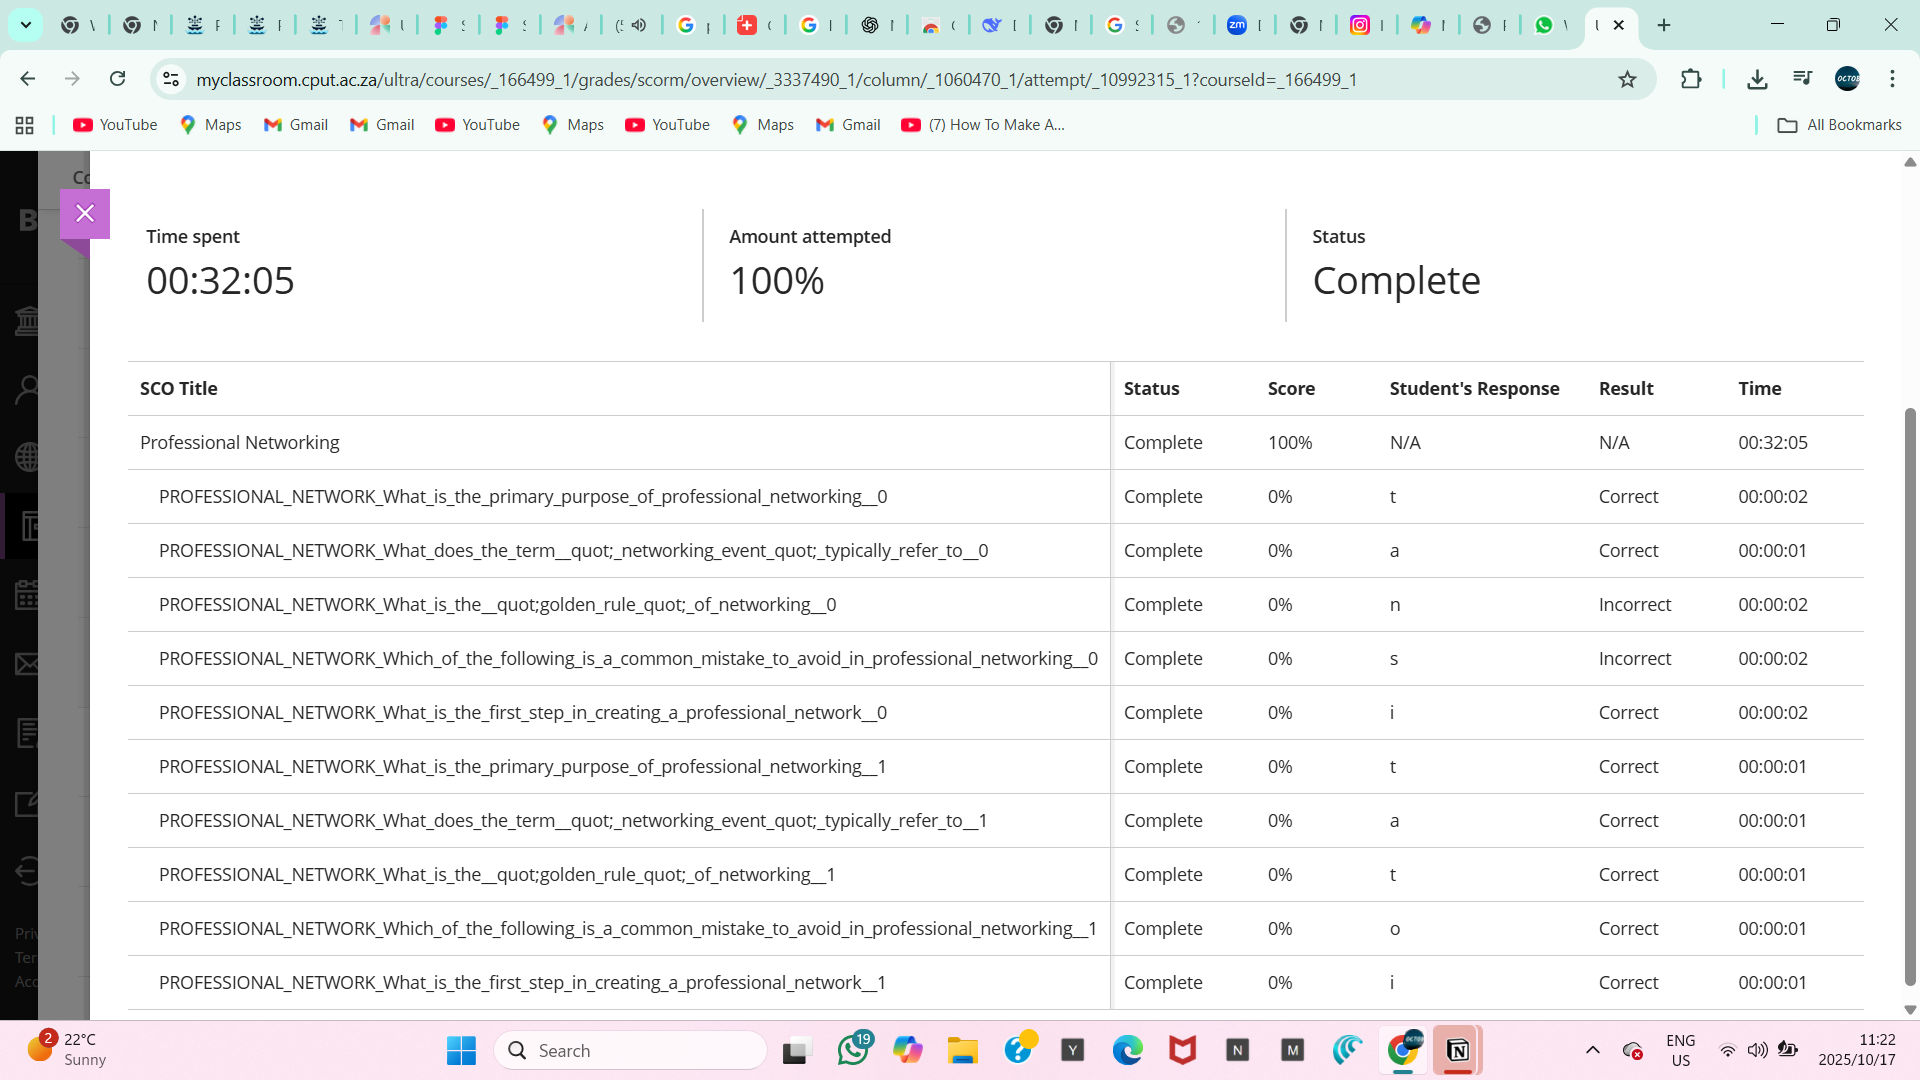 myclassroom.cput.ac.za/ultra/courses/_166499_1/grades/scorm/overview/_3337490_1/column/_1060470_1/attempt/_10992315_1?courseId=_166499_1
YouTube Maps Gmail Gmail YouTube Maps YouTube Maps Gmail (7) How To Make A... All Bookmarks
Time spent Amount attempted Status
00:32:05 100% Complete
SCO Title Status Score Student's Response Result Time
Professional Networking Complete 100% N/A N/A 00:32:05
PROFESSIONAL_NETWORK_What_is_the_primary_purpose_of_professional_networking__0 Complete 0% t Correct 00:00:02
PROFESSIONAL_NETWORK_What_does_the_term__quot;_networking_event_quot;_typically_refer_to__0 Complete 0% a Correct 00:00:01
PROFESSIONAL_NETWORK_What_is_the__quot;golden_rule_quot;_of_networking__0 Complete 0% n Incorrect 00:00:02
PROFESSIONAL_NETWORK_Which_of_the_following_is_a_common_mistake_to_avoid_in_professional_networking__0 Complete 0% s Incorrect 00:00:02
PROFESSIONAL_NETWORK_What_is_the_first_step_in_creating_a_professional_network__0 Complete 0% i Correct 00:00:02
PROFESSIONAL_NETWORK_What_is_the_primary_purpose_of_professional_networking__1 Complete 0% t Correct 00:00:01
PROFESSIONAL_NETWORK_What_does_the_term__quot;_networking_event_quot;_typically_refer_to__1 Complete 0% a Correct 00:00:01
PROFESSIONAL_NETWORK_What_is_the__quot;golden_rule_quot;_of_networking__1 Complete 0% t Correct 00:00:01
PROFESSIONAL_NETWORK_Which_of_the_following_is_a_common_mistake_to_avoid_in_professional_networking__1 Complete 0% o Correct 00:00:01
PROFESSIONAL_NETWORK_What_is_the_first_step_in_creating_a_professional_network__1 Complete 0% i Correct 00:00:01
2 22°C Search 19 ENG 11:22
Sunny US 2025/10/17